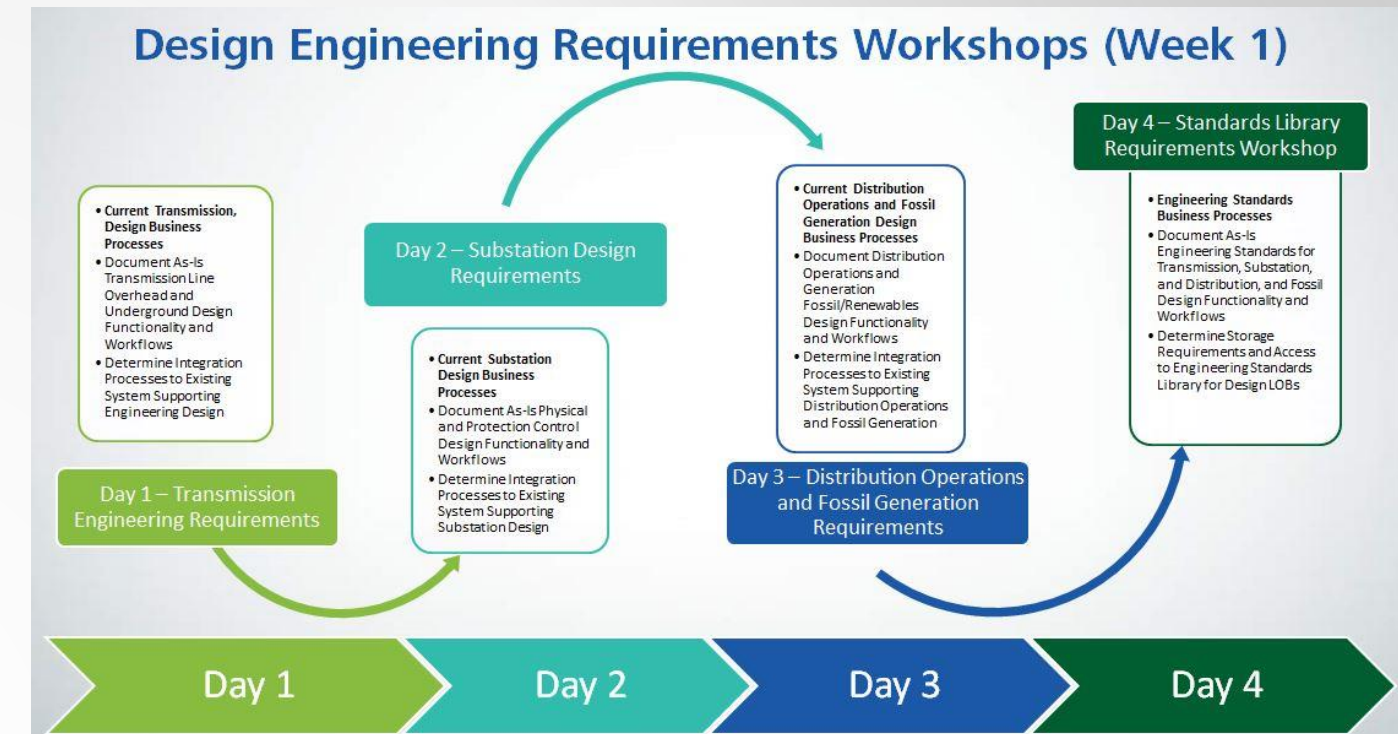 Design Engineering Requirements Workshops (Week 1)
• Current Transmission,
Design Business
Processes
• Document As-Is
Transmission Line
Overhead and
Underground Design
Functionality and
Workflows
• Determine Integration
Processes to Existing
System Supporting
Engineering Design
Day 1 – Transmission
Engineering Requirements
Day 2 – Substation Design
Requirements
• Current Substation
Design Business
Processes
• Document As-Is Physical
and Protection Control
Design Functionality and
Workflows
• Determine Integration
Processes to Existing
System Supporting
Substation Design
• Current Distribution
Operations and Fossil
Generation Design
Business Processes
• Document Distribution
Operations and
Generation
Fossil/Renewables
Design Functionality
and Workflows
• Determine Integration
Processes to Existing
System Supporting
Distribution Operations
and Fossil Generation
Day 3 – Distribution Operations
and Fossil Generation
Requirements
Day 4 – Standards Library
Requirements Workshop
• Engineering Standards
Business Processes
• Document As-Is
Engineering Standards for
Transmission, Substation,
and Distribution, and Fossil
Design Functionality and
Workflows
• Determine Storage
Requirements and Access
to Engineering Standards
Library for Design LOBs
Day 1
Day 2
Day 3
Day 4